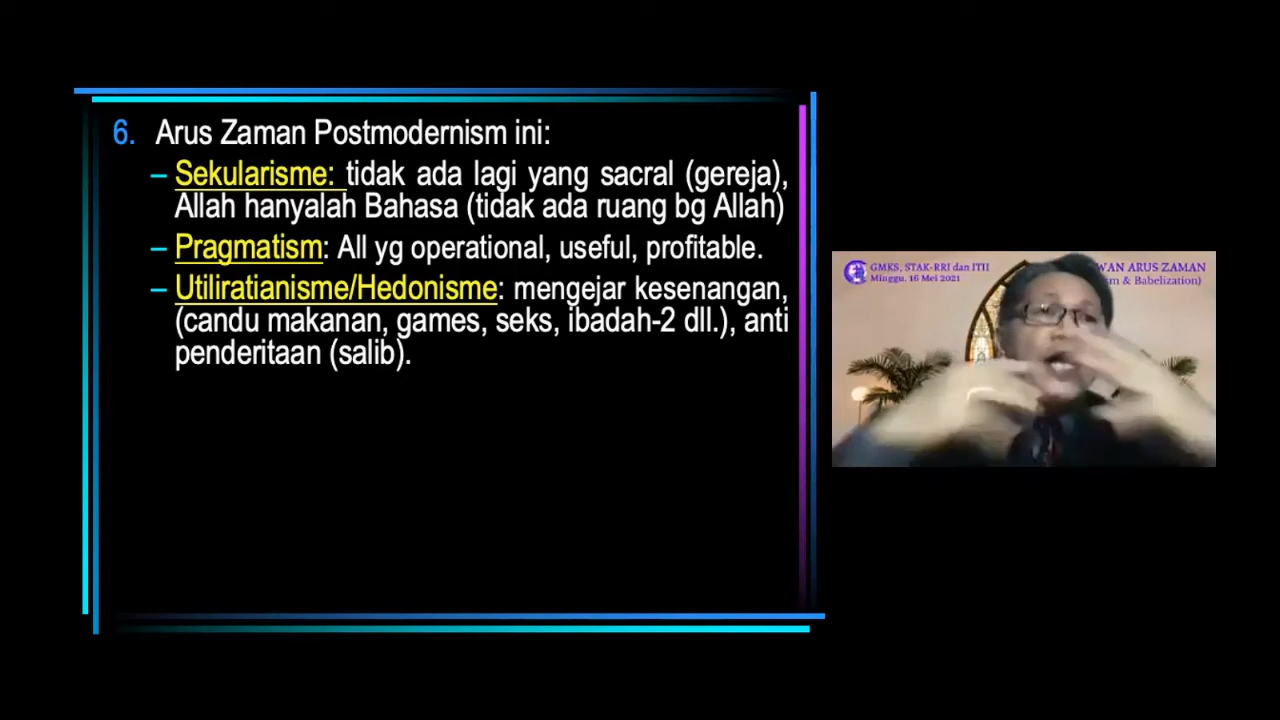 6. Arus Zaman Postmodernism ini:
– Sekularisme: tidak ada lagi yang sacral (gereja),
Allah hanyalah Bahasa (tidak ada ruang bg Allah)
– Pragmatism: All yg operational, useful, profitable.
– Utiliratianisme/Hedonisme: mengejar kesenangan,
(candu makanan, games, seks, ibadah-2 dll.), anti
penderitaan (salib).
GMKS, STAK-RRI dan ITH
Minggu, 16 Mei 2021
ARUS ZAMAN
& Babelization)